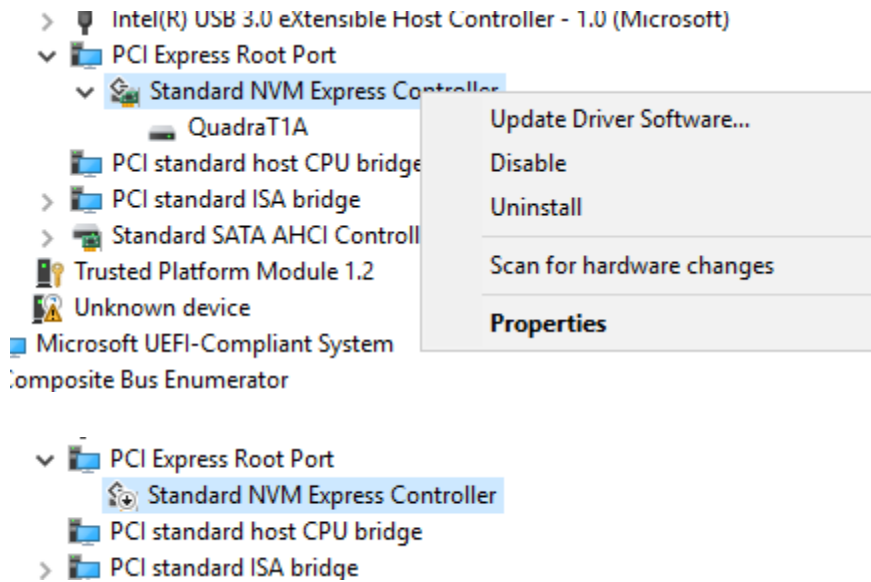 Intel(R) USB 3.0 eXtensible Host Controller - 1.0 (Microsoft)
PCI Express Root Port
Standard NVM Express Controller
QuadraT1A
PCI standard host CPU bridge
PCI standard ISA bridge
Standard SATA AHCI Controll
Trusted Platform Module 1.2
Unknown device
Microsoft UEFI-Compliant System
omposite Bus Enumerator
Update Driver Software...
Disable
Uninstall
Scan for hardware changes
Properties
PCI Express Root Port
Standard NVM Express Controller
PCI standard host CPU bridge
PCI standard ISA bridge